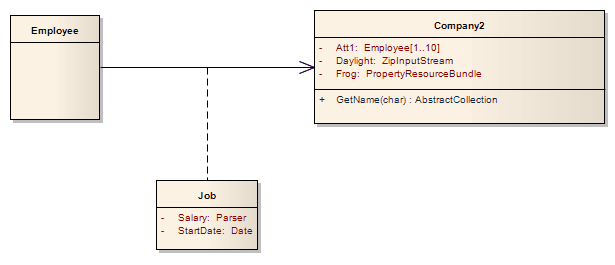 Employee
Company2
- Att1: Employee[1..10]
- Daylight: ZipInputStream
- Frog: PropertyResourceBundle
+ GetName(char) : AbstractCollection
Job
- Salary: Parser
- StartDate: Date